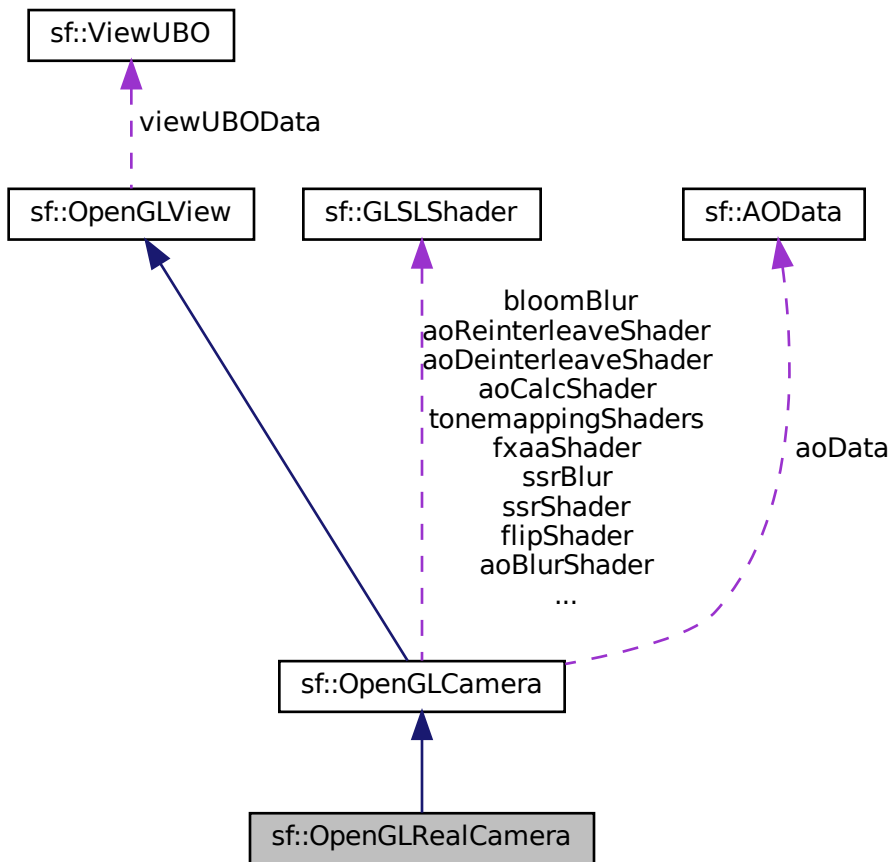 sf::ViewUBO
viewUBOData
sf::OpenGLView
sf::GLSLShader
sf::AOData
bloomBlur
aoReinterleaveShader
aoDeinterleaveShader
aoCalcShader
tonemappingShaders
fxaaShader
ssrBlur
ssrShader
flipShader
aoBlurShader
...
aoData
sf::OpenGLCamera
sf::OpenGLRealCamera